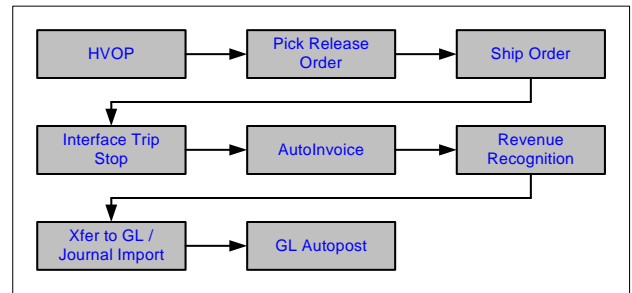 HVOP
Pick Release
Order
Ship Order
Interface Trip
Stop
AutoInvoice
Revenue
Recognition
Xfer to GL /
Journal Import
GL Autopost